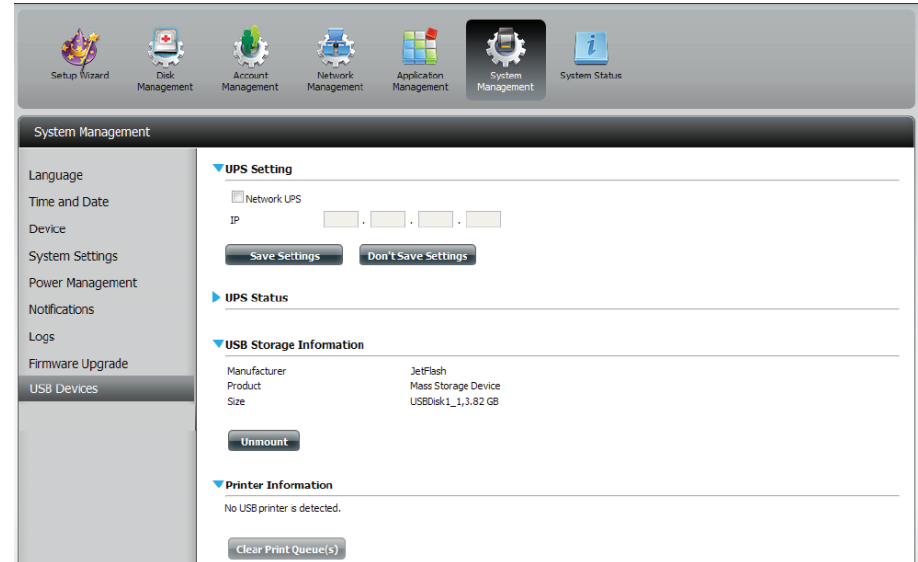 Setup Wizard
Disk
Management
Account
Management
Network
Management
Application
Management
System
Management
System Status
System Management
Language
Time and Date
Device
System Settings
Power Management
Notifications
Logs
Firmware Upgrade
USB Devices
UPS Setting
Network UPS
IP . . .
Save Settings Don't Save Settings
UPS Status
USB Storage Information
Manufacturer JetFlash
Product Mass Storage Device
Size USBDisk1_1,3.82 GB
Unmount
Printer Information
No USB printer is detected.
Clear Print Queue(s)